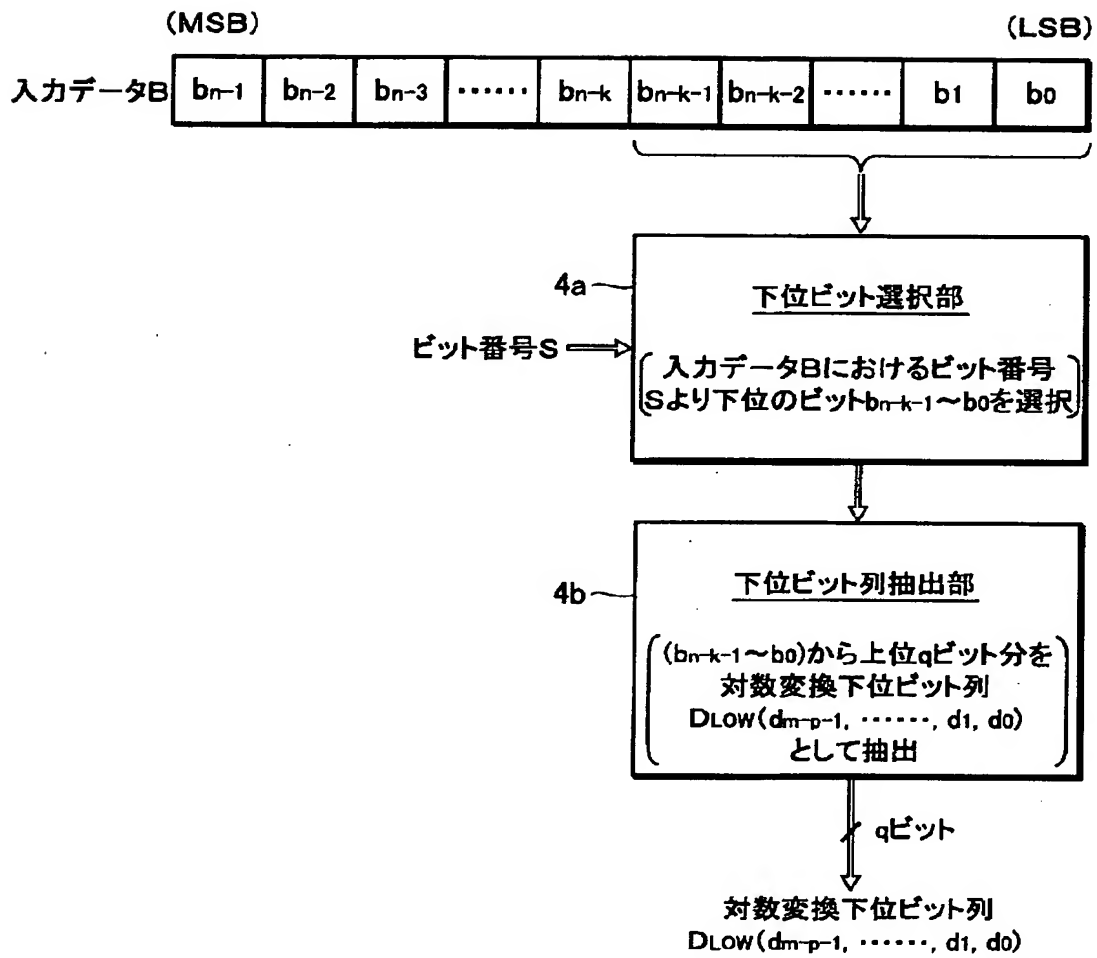 (MSB) (LSB)
入力データB bn-1 bn-2 bn-3 …… bn-k bn-k-1 bn-k-2 …… b1 b0
4a
下位ビット選択部
ビット番号S
入力データBにおけるビット番号
Sより下位のビットbn-k-1～b0を選択
4b
下位ビット列抽出部
(bn-k-1～b0)から上位qビット分を
対数変換下位ビット列
DLOW(dm-p-1, ……, d1, d0)
として抽出
qビット
対数変換下位ビット列
DLOW(dm-p-1, ……, d1, d0)